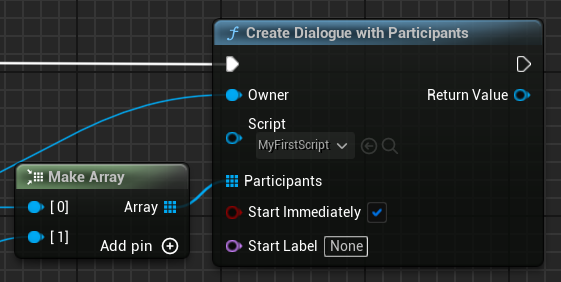 f Create Dialogue with Participants
Owner
Return Value
Script
MyFirstScript
Make Array
Participants
[ 0]
Array
Start Immediately
[ 1]
Add pin
Start Label
None